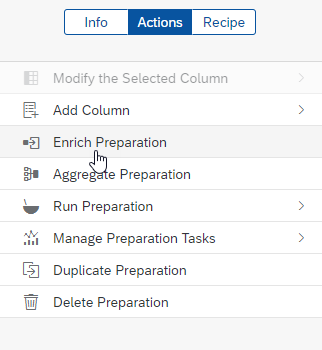 Info Actions Recipe
Modify the Selected Column
Add Column
Enrich Preparation
Aggregate Preparation
Run Preparation
Manage Preparation Tasks
Duplicate Preparation
Delete Preparation